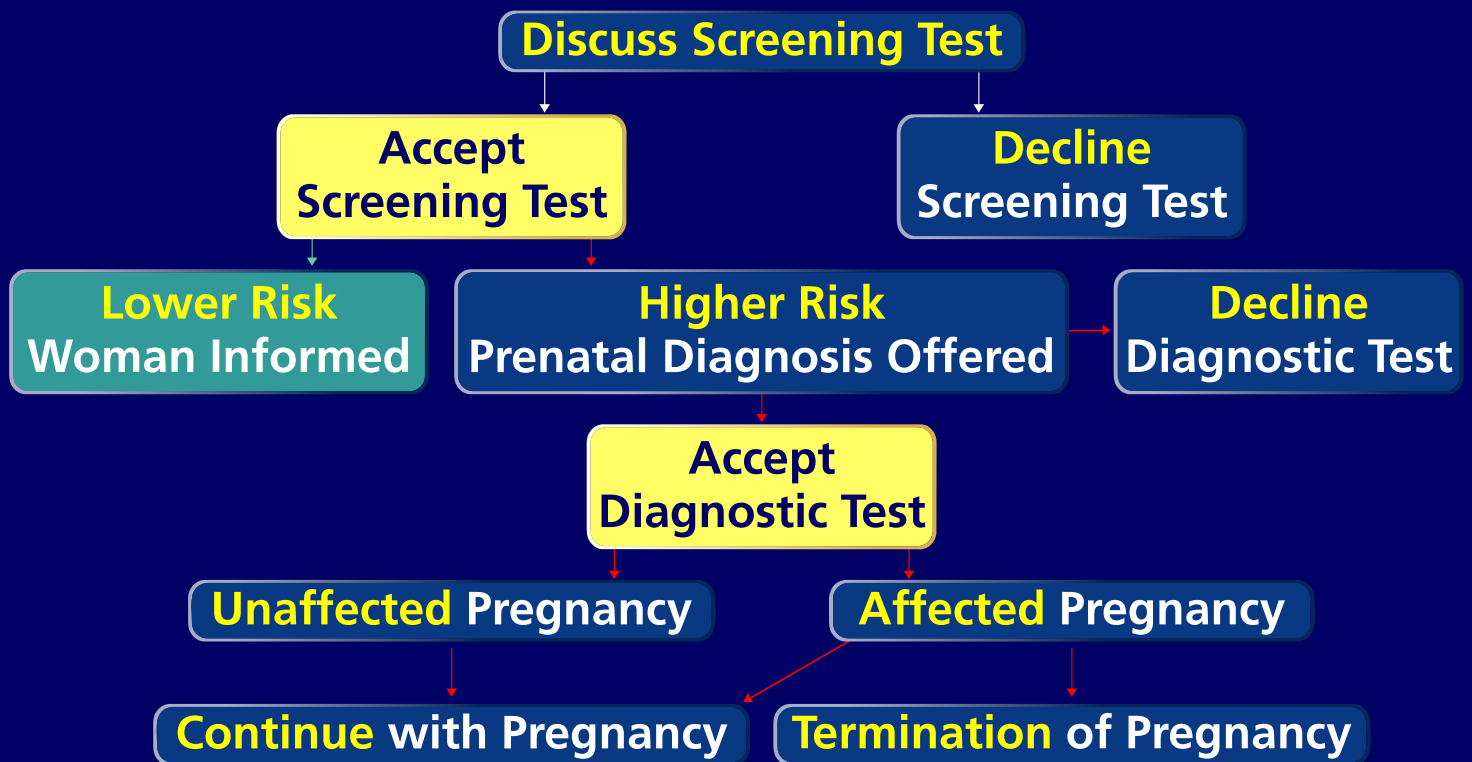 Discuss Screening Test
Accept
Screening Test
Decline
Screening Test
Lower Risk
Woman Informed
Higher Risk
Prenatal Diagnosis Offered
Decline
Diagnostic Test
Accept
Diagnostic Test
Unaffected Pregnancy
Affected Pregnancy
Continue with Pregnancy
Termination of Pregnancy